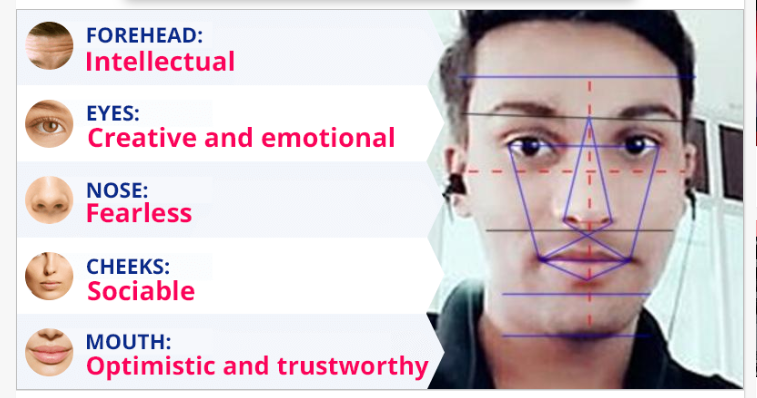 FOREHEAD:
Intellectual
EYES:
Creative and emotional
NOSE:
Fearless
CHEEKS:
Sociable
MOUTH:
Optimistic and trustworthy